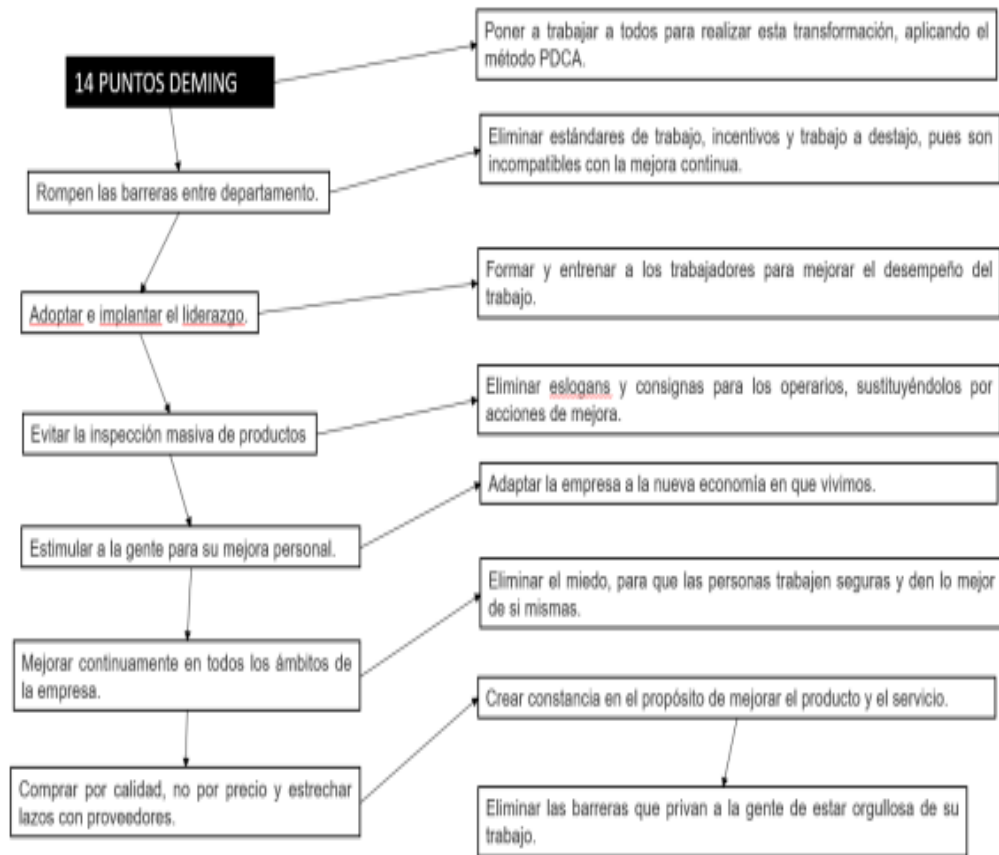 Poner a trabajar a todos para realizar esta transformación, aplicando el
método PDCA.
14 PUNTOS DEMING
Eliminar estándares de trabajo, incentivos y trabajo a destajo, pues son
incompatibles con la mejora continua.
Rompen las barreras entre departamento.
Formar y entrenar a los trabajadores para mejorar el desempeño del
trabajo.
Adoptar e implantar el liderazgo.
Eliminar eslogans y consignas para los operarios, sustituyéndolos por
acciones de mejora.
Evitar la inspección masiva de productos
Adaptar la empresa a la nueva economía en que vivimos.
Estimular a la gente para su mejora personal.
Eliminar el miedo, para que las personas trabajen seguras y den lo mejor
de si mismas.
Mejorar continuamente en todos los ámbitos de
la empresa.
Crear constancia en el propósito de mejorar el producto y el servicio.
Comprar por calidad, no por precio y estrechar
lazos con proveedores.
Eliminar las barreras que privan a la gente de estar orgullosa de su
trabajo.